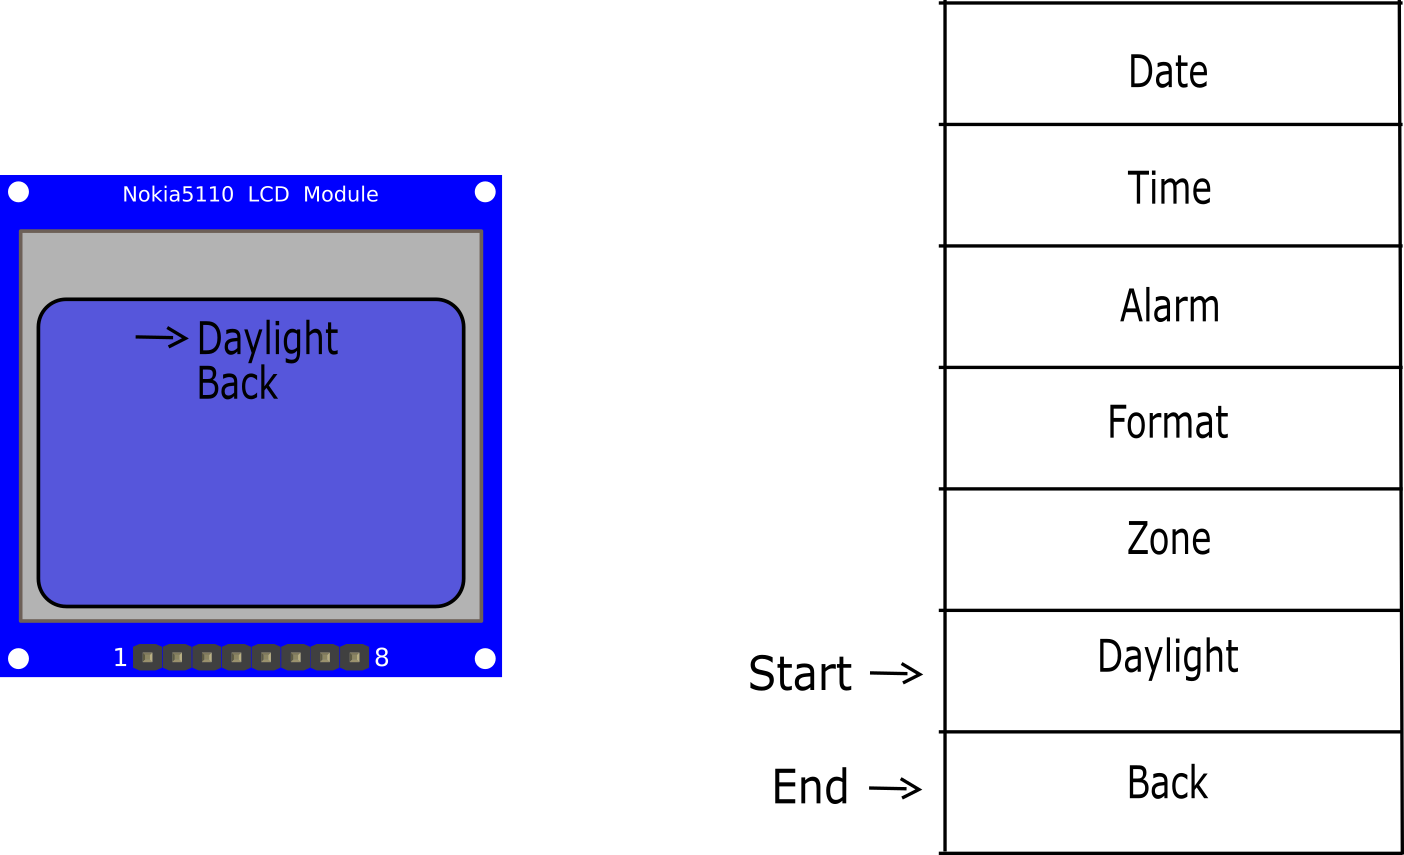 Nokia5110 LCD Module
Daylight
Back
1 8
Date
Time
Alarm
Format
Zone
Start
Daylight
End
Back